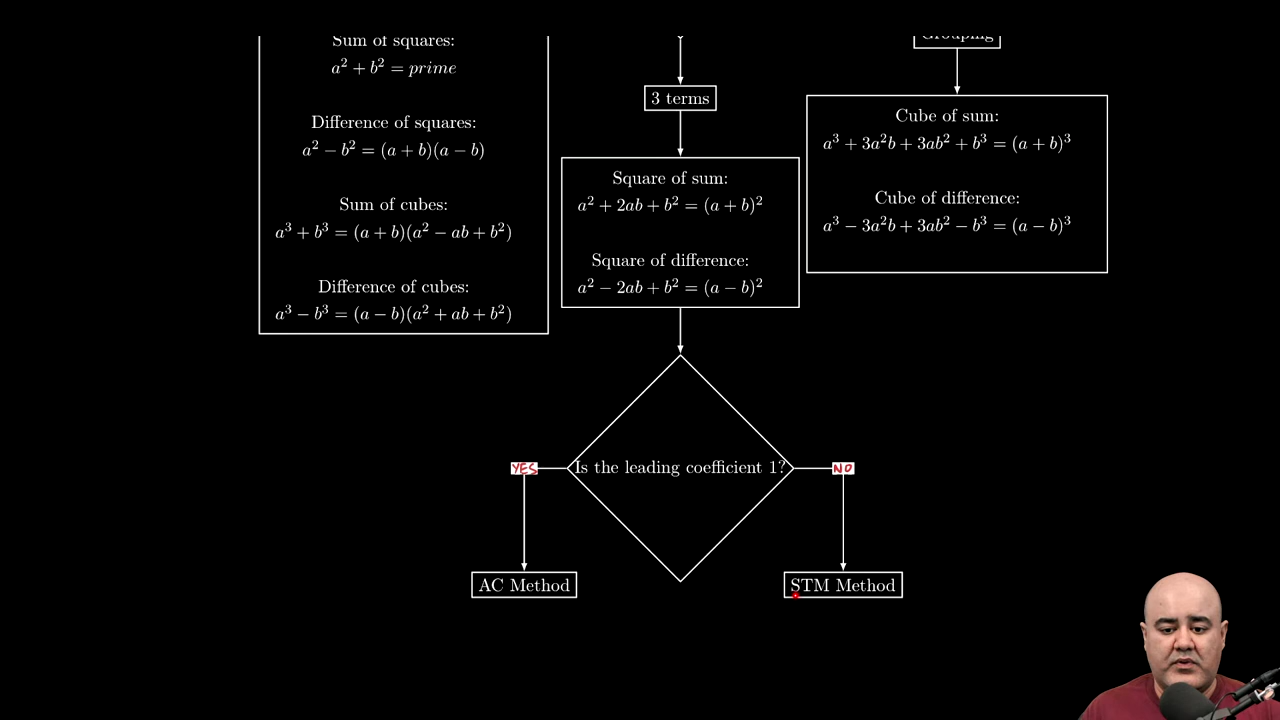 Sum of squares:
a² + b² = prime
Difference of squares:
a² − b² = (a + b)(a − b)
Sum of cubes:
a³ + b³ = (a + b)(a² − ab + b²)
Difference of cubes:
a³ − b³ = (a − b)(a² + ab + b²)
3 terms
Square of sum:
a² + 2ab + b² = (a + b)²
Square of difference:
a² − 2ab + b² = (a − b)²
Grouping
Cube of sum:
a³ + 3a²b + 3ab² + b³ = (a + b)³
Cube of difference:
a³ − 3a²b + 3ab² − b³ = (a − b)³
Is the leading coefficient 1?
YES
NO
AC Method
STM Method